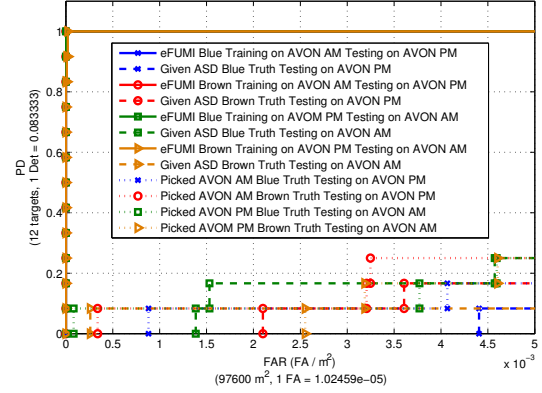 1
0.8
0.6
0.4
0.2
0
PD
(12 targets, 1 Det = 0.083333)
eFUMI Blue Training on AVON AM Testing on AVON PM
Given ASD Blue Truth Testing on AVON PM
eFUMI Brown Training on AVON AM Testing on AVON PM
Given ASD Brown Truth Testing on AVON PM
eFUMI Blue Training on AVOM PM Testing on AVON AM
Given ASD Blue Truth Testing on AVON AM
eFUMI Brown Training on AVON PM Testing on AVON AM
Given ASD Brown Truth Testing on AVON AM
Picked AVON AM Blue Truth Testing on AVON PM
Picked AVON AM Brown Truth Testing on AVON PM
Picked AVON PM Blue Truth Testing on AVON AM
Picked AVOM PM Brown Truth Testing on AVON AM
0 0.5 1 1.5 2 2.5 3 3.5 4 4.5 5
x 10⁻³
FAR (FA / m²)
(97600 m², 1 FA = 1.02459e−05)